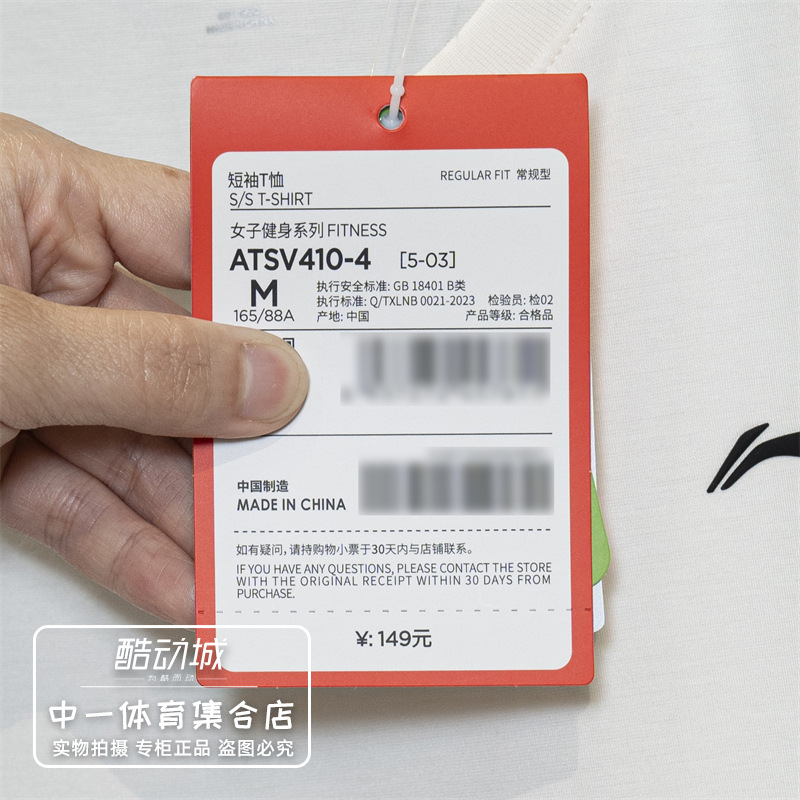 短袖T恤
REGULAR FIT 常规型
S/S T-SHIRT
女子健身系列 FITNESS
ATSV410-4 [5-03]
M
165/88A
执行安全标准: GB 18401 B类
执行标准: Q/TXLNB 0021-2023 检验员: 检02
产地: 中国 产品等级: 合格品
中国制造
MADE IN CHINA
如有疑问,请持购物小票于30天内与店铺联系。
IF YOU HAVE ANY QUESTIONS, PLEASE CONTACT THE STORE
WITH THE ORIGINAL RECEIPT WITHIN 30 DAYS FROM
PURCHASE.
¥: 149元
酷动城
为酷而动
中一体育集合店
实物拍摄 专柜正品 盗图必究